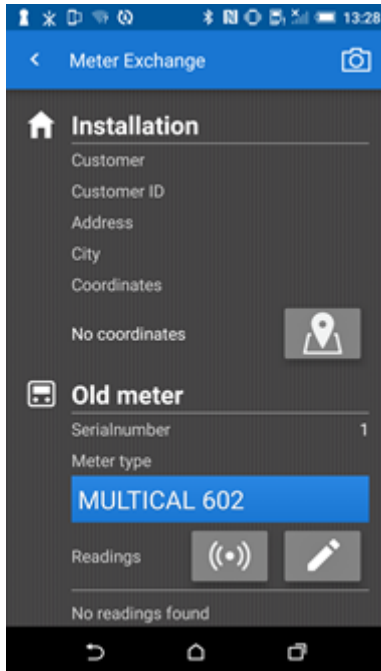 13:28
Meter Exchange
Installation
Customer
Customer ID
Address
City
Coordinates
No coordinates
Old meter
Serialnumber 1
Meter type
MULTICAL 602
Readings
No readings found